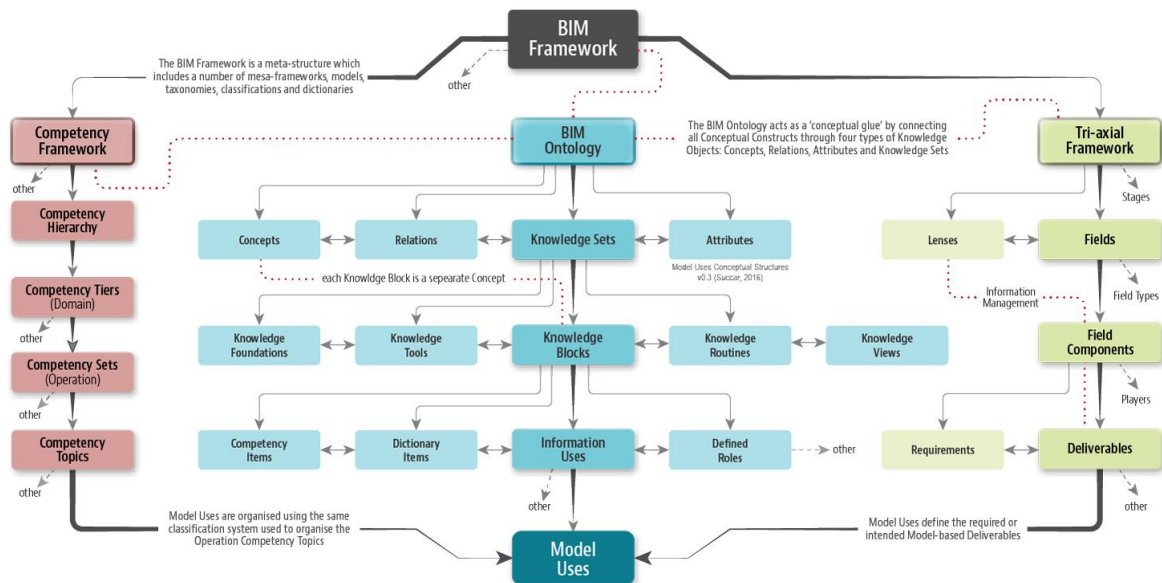 BIM
Framework
The BIM Framework is a meta-structure which
includes a number of mesa-frameworks, models,
taxonomies, classifications and dictionaries
other
Competency
Framework
BIM
Ontology
The BIM Ontology acts as a ‘conceptual glue’ by connecting
all Conceptual Constructs through four types of Knowledge
Objects: Concepts, Relations, Attributes and Knowledge Sets
Tri-axial
Framework
other
Stages
Competency
Hierarchy
Concepts
Relations
Knowledge Sets
Attributes
Lenses
Fields
Model Uses Conceptual Structures
v0.3 (Succar, 2016)
each Knowldge Block is a sepearate Concept
Information
Management
Field Types
Competency Tiers
(Domain)
other
Knowledge
Foundations
Knowledge
Tools
Knowledge
Blocks
Knowledge
Routines
Knowledge
Views
Field
Components
Competency Sets
(Operation)
other
Players
Competency
Topics
Competency
Items
Dictionary
Items
Information
Uses
Defined
Roles
other
Requirements
Deliverables
other
other
other
Model Uses are organised using the same
classification system used to organise the
Operation Competency Topics
Model Uses define the required or
intended Model-based Deliverables
Model
Uses